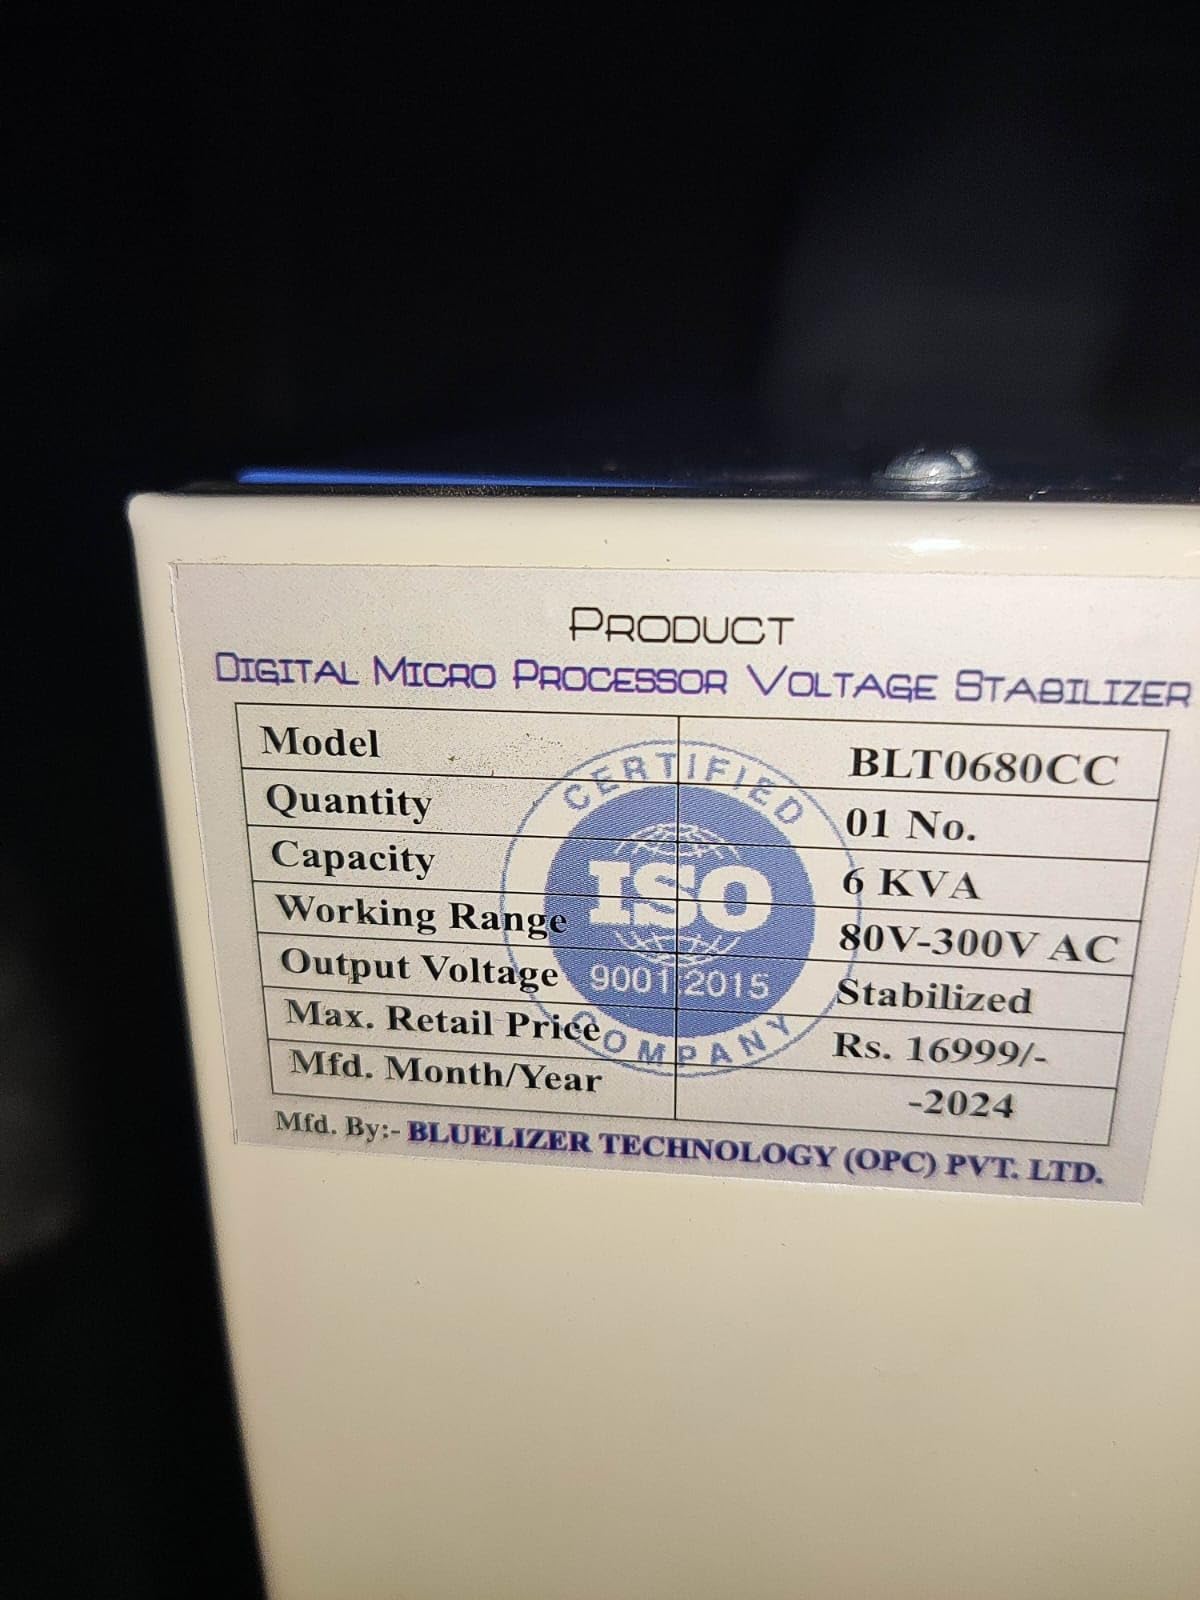 PRODUCT
DIGITAL MICRO PROCESSOR VOLTAGE STABILIZER
Model BLT0680CC
Quantity 01 No.
Capacity 6 KVA
Working Range 80V-300V AC
Output Voltage Stabilized
Max. Retail Price Rs. 16999/-
Mfd. Month/Year -2024
CERTIFIED
ISO
9001:2015
COMPANY
Mfd. By:- BLUELIZER TECHNOLOGY (OPC) PVT. LTD.